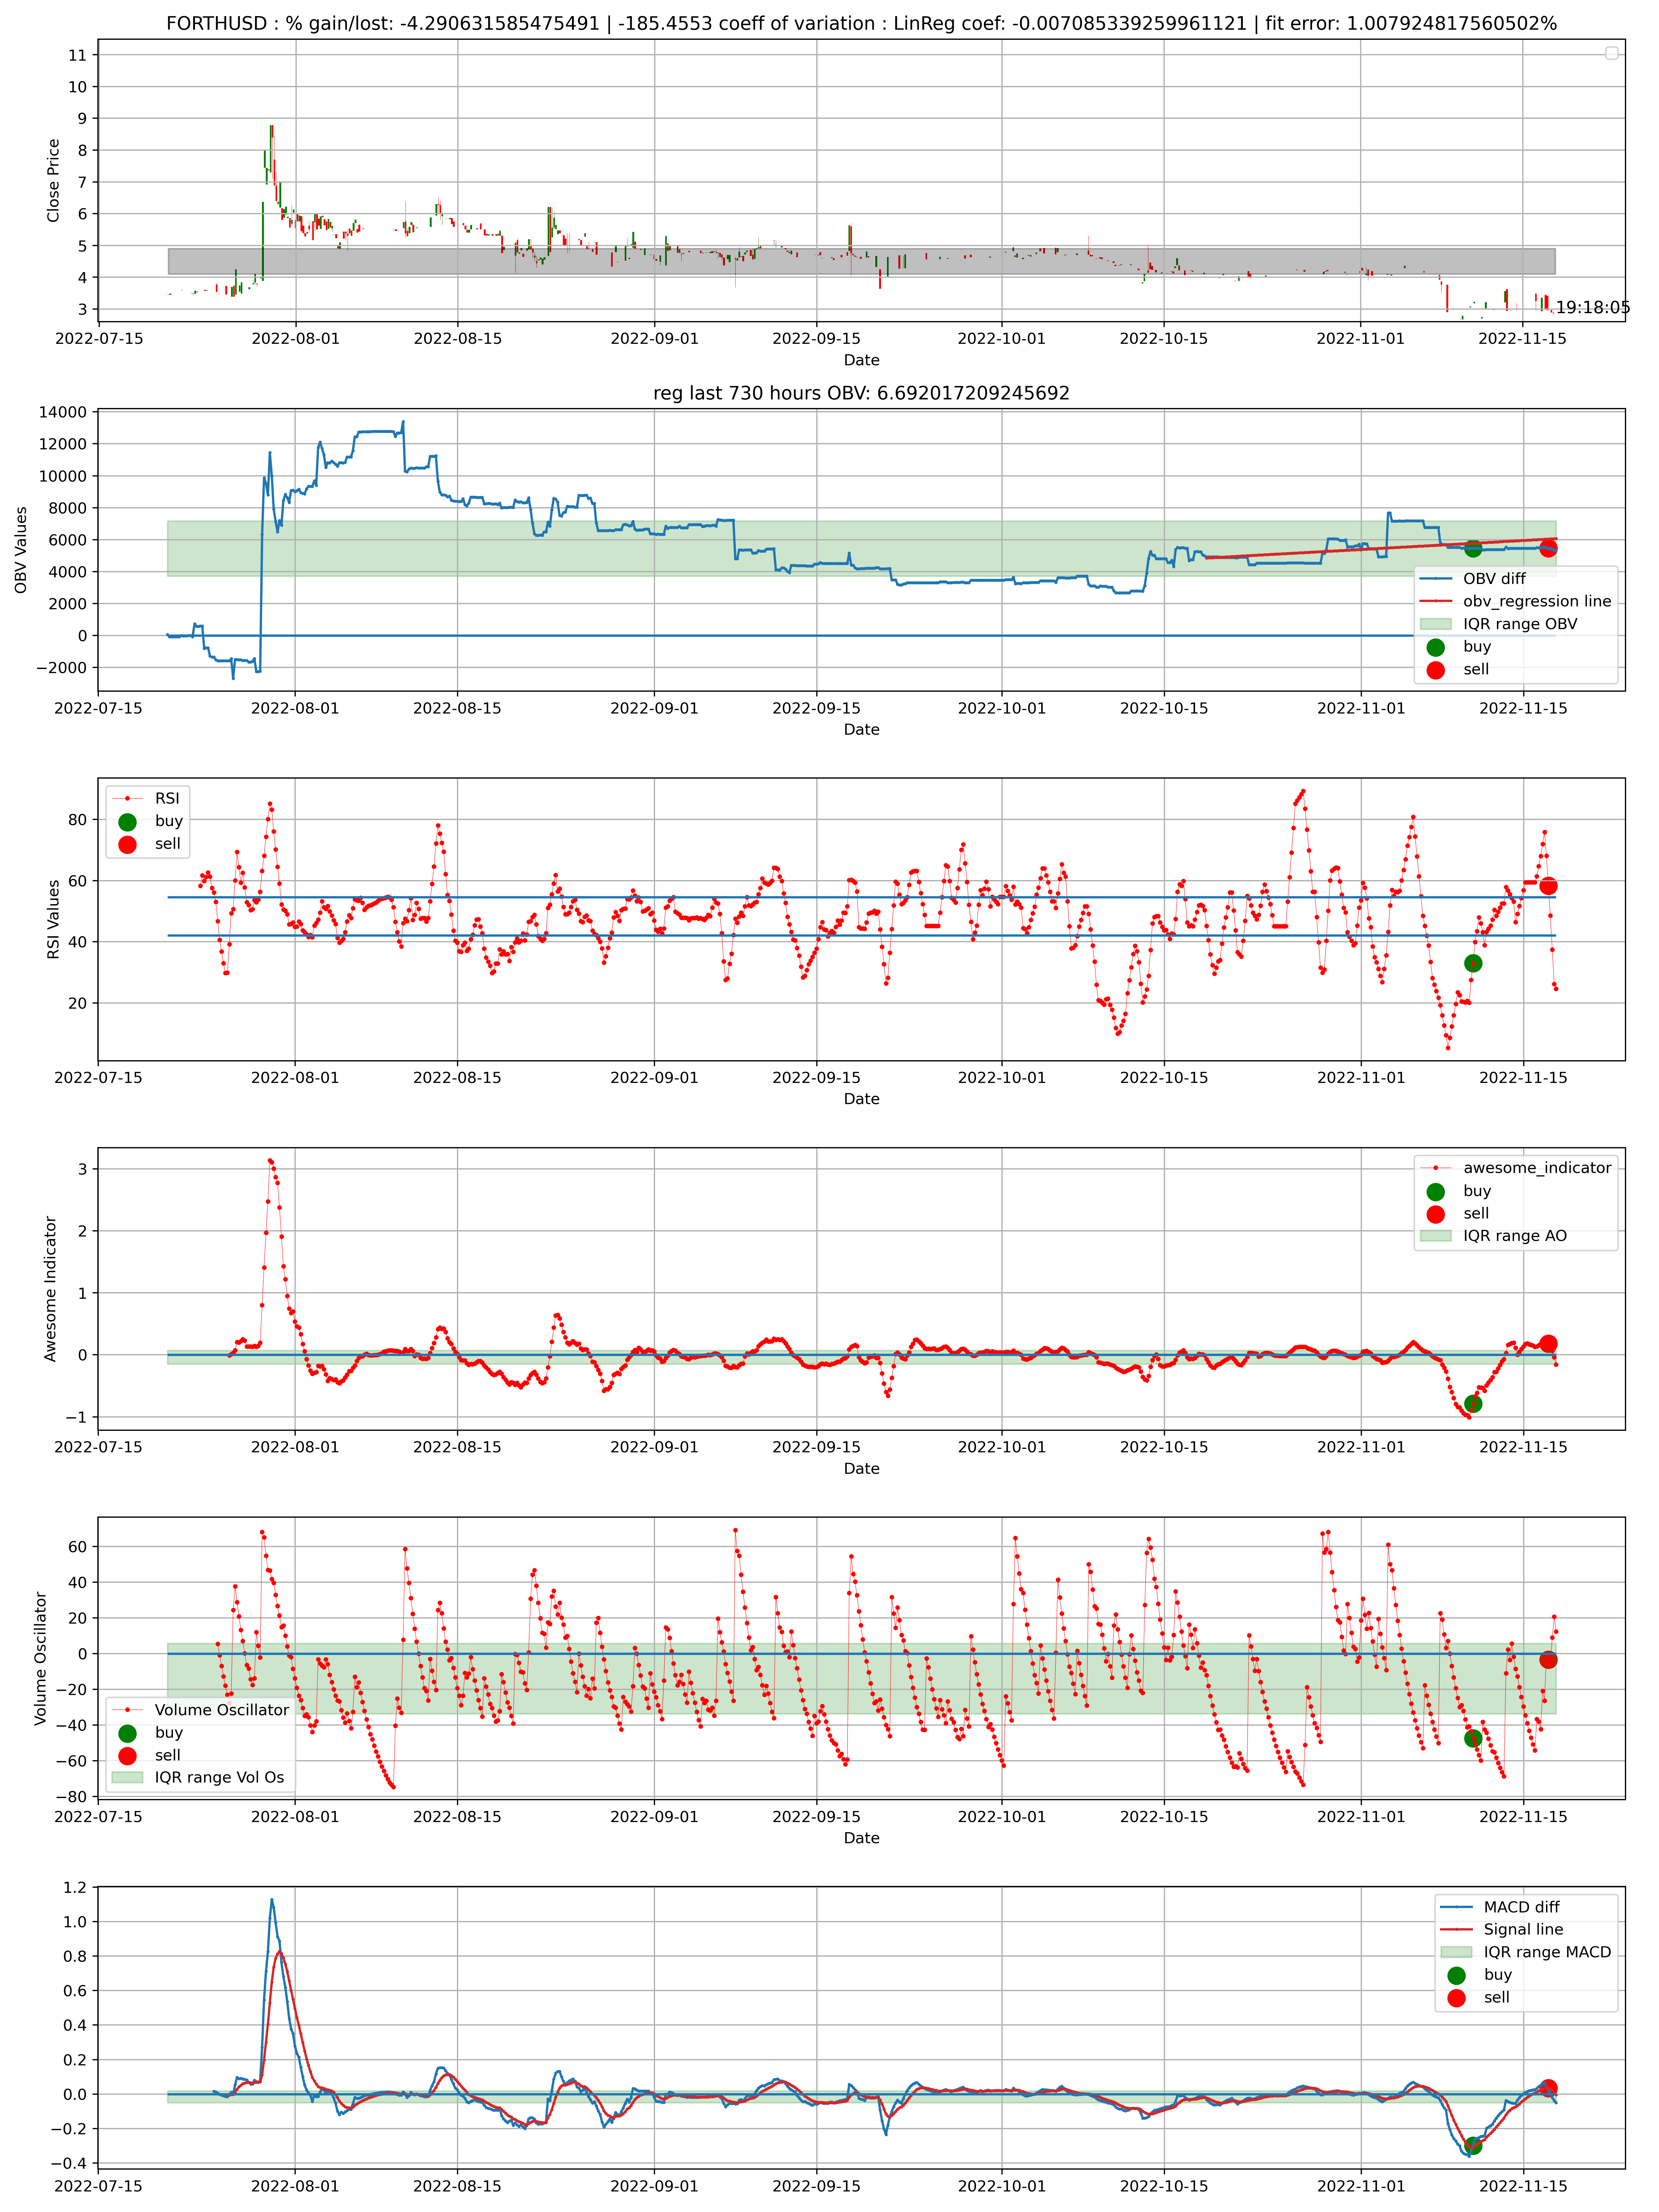 FORTHUSD : % gain/lost: -4.290631585475491 | -185.4553 coeff of variation : LinReg coef: -0.007085339259961121 | fit error: 1.007924817560502%
Close Price
11
10
9
8
7
6
5
4
3
19:18:05
2022-07-15 2022-08-01 2022-08-15 2022-09-01 2022-09-15 2022-10-01 2022-10-15 2022-11-01 2022-11-15
Date
reg last 730 hours OBV: 6.692017209245692
OBV Values
14000
12000
10000
8000
6000
4000
2000
0
−2000
OBV diff
obv_regression line
IQR range OBV
buy
sell
2022-07-15 2022-08-01 2022-08-15 2022-09-01 2022-09-15 2022-10-01 2022-10-15 2022-11-01 2022-11-15
Date
RSI Values
80
60
40
20
RSI
buy
sell
2022-07-15 2022-08-01 2022-08-15 2022-09-01 2022-09-15 2022-10-01 2022-10-15 2022-11-01 2022-11-15
Date
Awesome Indicator
3
2
1
0
−1
awesome_indicator
buy
sell
IQR range AO
2022-07-15 2022-08-01 2022-08-15 2022-09-01 2022-09-15 2022-10-01 2022-10-15 2022-11-01 2022-11-15
Date
Volume Oscillator
60
40
20
0
−20
−40
−60
−80
Volume Oscillator
buy
sell
IQR range Vol Os
2022-07-15 2022-08-01 2022-08-15 2022-09-01 2022-09-15 2022-10-01 2022-10-15 2022-11-01 2022-11-15
Date
1.2
1.0
0.8
0.6
0.4
0.2
0.0
−0.2
−0.4
MACD diff
Signal line
IQR range MACD
buy
sell
2022-07-15 2022-08-01 2022-08-15 2022-09-01 2022-09-15 2022-10-01 2022-10-15 2022-11-01 2022-11-15